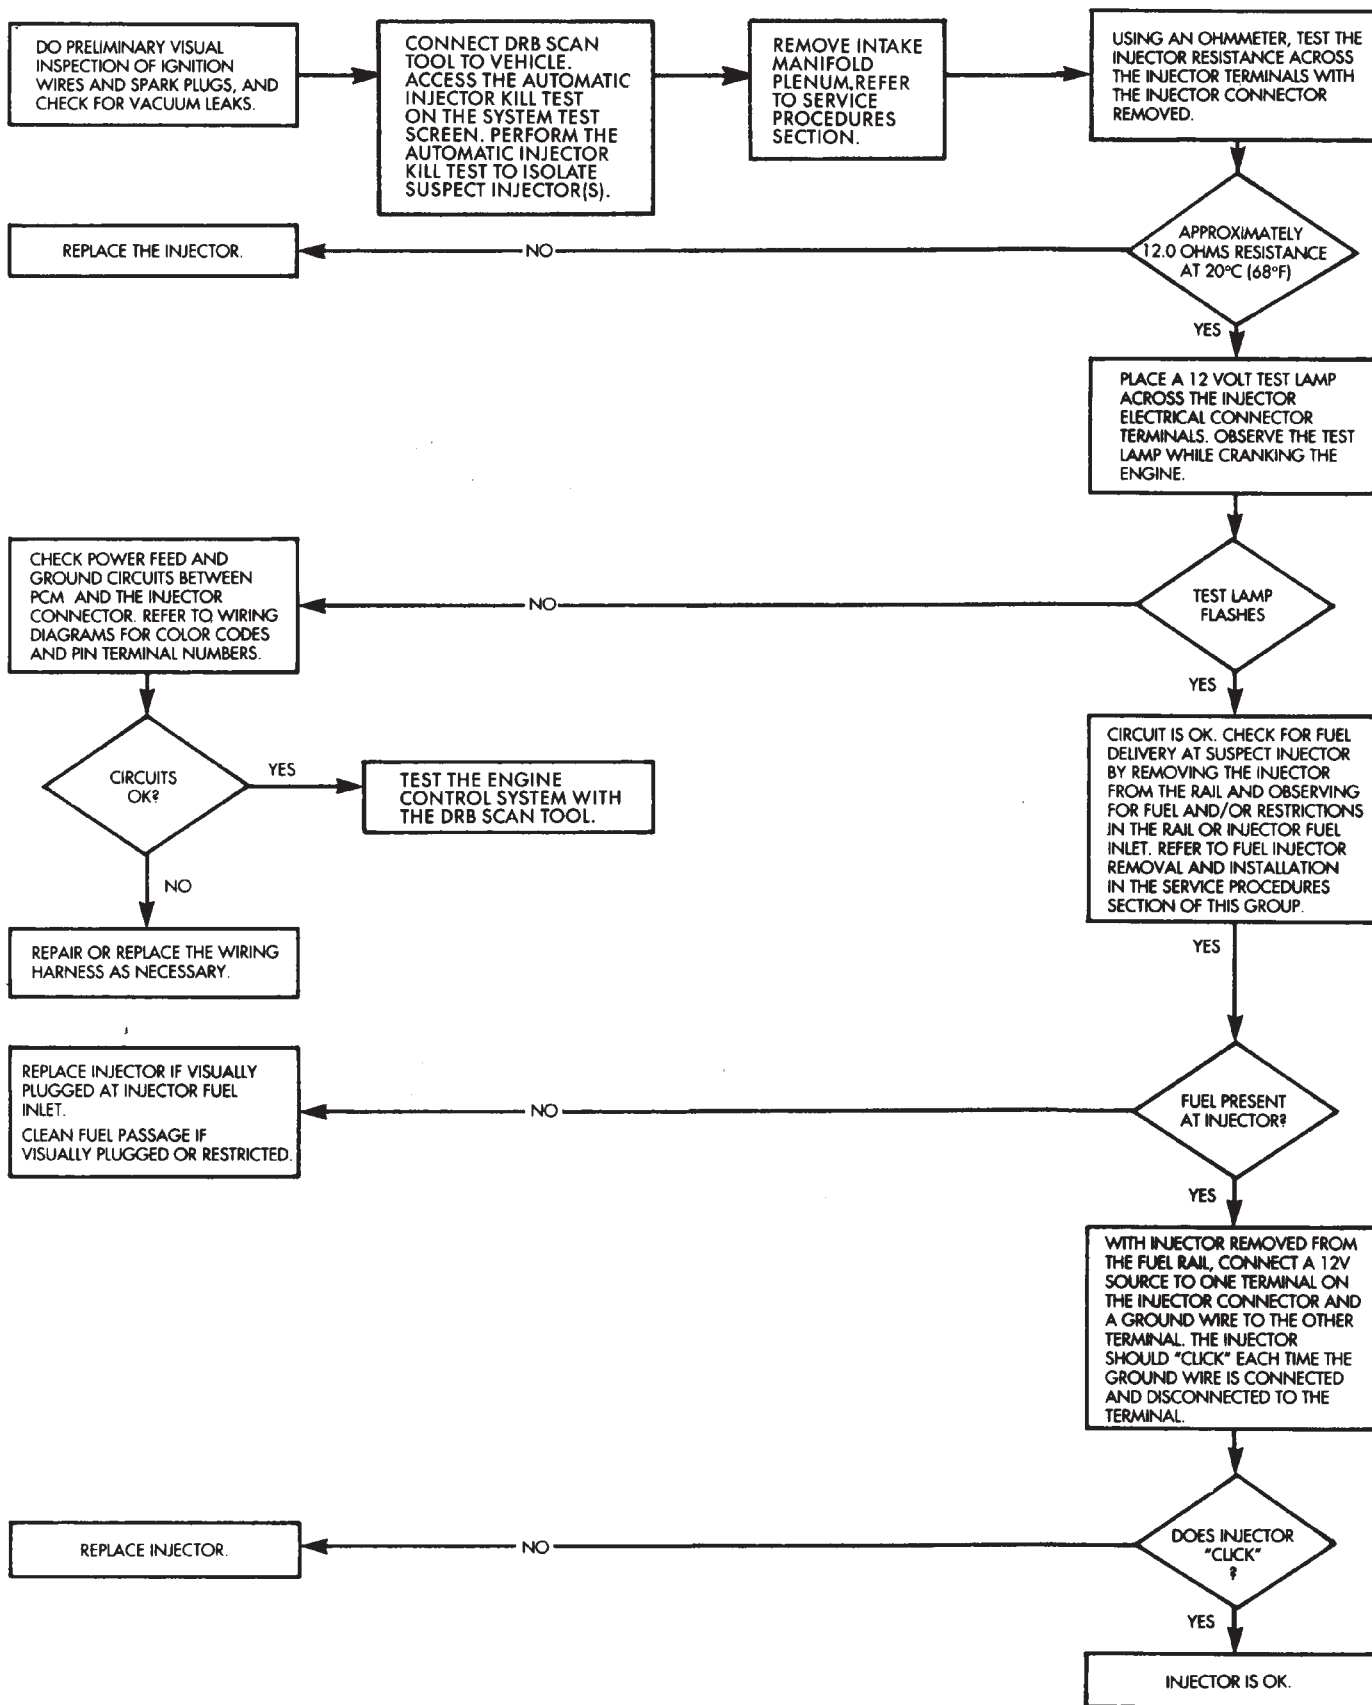 DO PRELIMINARY VISUAL
INSPECTION OF IGNITION
WIRES AND SPARK PLUGS, AND
CHECK FOR VACUUM LEAKS.
CONNECT DRB SCAN
TOOL TO VEHICLE.
ACCESS THE AUTOMATIC
INJECTOR KILL TEST
ON THE SYSTEM TEST
SCREEN. PERFORM THE
AUTOMATIC INJECTOR
KILL TEST TO ISOLATE
SUSPECT INJECTOR(S).
REMOVE INTAKE
MANIFOLD
PLENUM. REFER
TO SERVICE
PROCEDURES
SECTION.
USING AN OHMMETER, TEST THE
INJECTOR RESISTANCE ACROSS
THE INJECTOR TERMINALS WITH
THE INJECTOR CONNECTOR
REMOVED.
APPROXIMATELY
12.0 OHMS RESISTANCE
AT 20°C (68°F)
NO
REPLACE THE INJECTOR.
YES
PLACE A 12 VOLT TEST LAMP
ACROSS THE INJECTOR
ELECTRICAL CONNECTOR
TERMINALS. OBSERVE THE TEST
LAMP WHILE CRANKING THE
ENGINE.
TEST LAMP
FLASHES
NO
CHECK POWER FEED AND
GROUND CIRCUITS BETWEEN
PCM AND THE INJECTOR
CONNECTOR. REFER TO WIRING
DIAGRAMS FOR COLOR CODES
AND PIN TERMINAL NUMBERS.
CIRCUITS
OK?
YES
TEST THE ENGINE
CONTROL SYSTEM WITH
THE DRB SCAN TOOL.
NO
REPAIR OR REPLACE THE WIRING
HARNESS AS NECESSARY.
YES
CIRCUIT IS OK. CHECK FOR FUEL
DELIVERY AT SUSPECT INJECTOR
BY REMOVING THE INJECTOR
FROM THE RAIL AND OBSERVING
FOR FUEL AND/OR RESTRICTIONS
IN THE RAIL OR INJECTOR FUEL
INLET. REFER TO FUEL INJECTOR
REMOVAL AND INSTALLATION
IN THE SERVICE PROCEDURES
SECTION OF THIS GROUP.
YES
FUEL PRESENT
AT INJECTOR?
NO
REPLACE INJECTOR IF VISUALLY
PLUGGED AT INJECTOR FUEL
INLET.
CLEAN FUEL PASSAGE IF
VISUALLY PLUGGED OR RESTRICTED.
YES
WITH INJECTOR REMOVED FROM
THE FUEL RAIL, CONNECT A 12V
SOURCE TO ONE TERMINAL ON
THE INJECTOR CONNECTOR AND
A GROUND WIRE TO THE OTHER
TERMINAL. THE INJECTOR
SHOULD "CLICK" EACH TIME THE
GROUND WIRE IS CONNECTED
AND DISCONNECTED TO THE
TERMINAL.
DOES INJECTOR
"CLICK"
?
NO
REPLACE INJECTOR.
YES
INJECTOR IS OK.